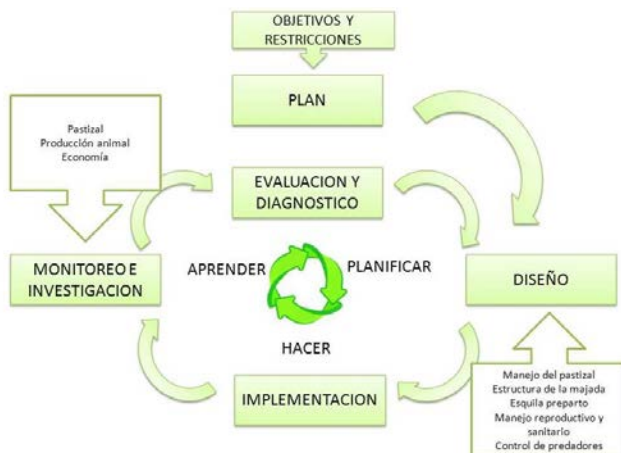 OBJETIVOS Y
RESTRICCIONES
PLAN
Pastizal
Producción animal
Economía
EVALUACION Y
DIAGNOSTICO
MONITOREO E
INVESTIGACION
APRENDER
PLANIFICAR
HACER
DISEÑO
IMPLEMENTACION
Manejo del pastizal
Estructura de la majada
Esquila preparto
Manejo reproductivo y
sanitario
Control de predadores